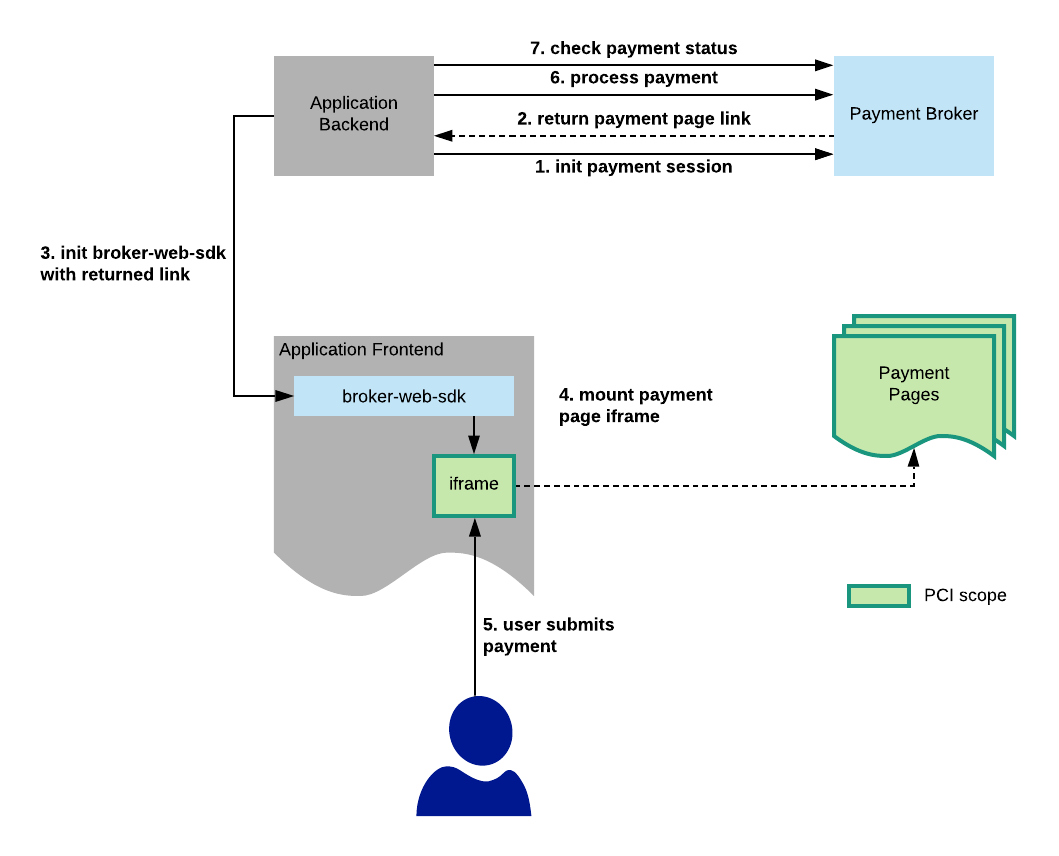 7. check payment status
6. process payment
Application
Backend
2. return payment page link
Payment Broker
1. init payment session
3. init broker-web-sdk
with returned link
Application Frontend
broker-web-sdk
4. mount payment
page iframe
Payment
Pages
iframe
PCI scope
5. user submits
payment